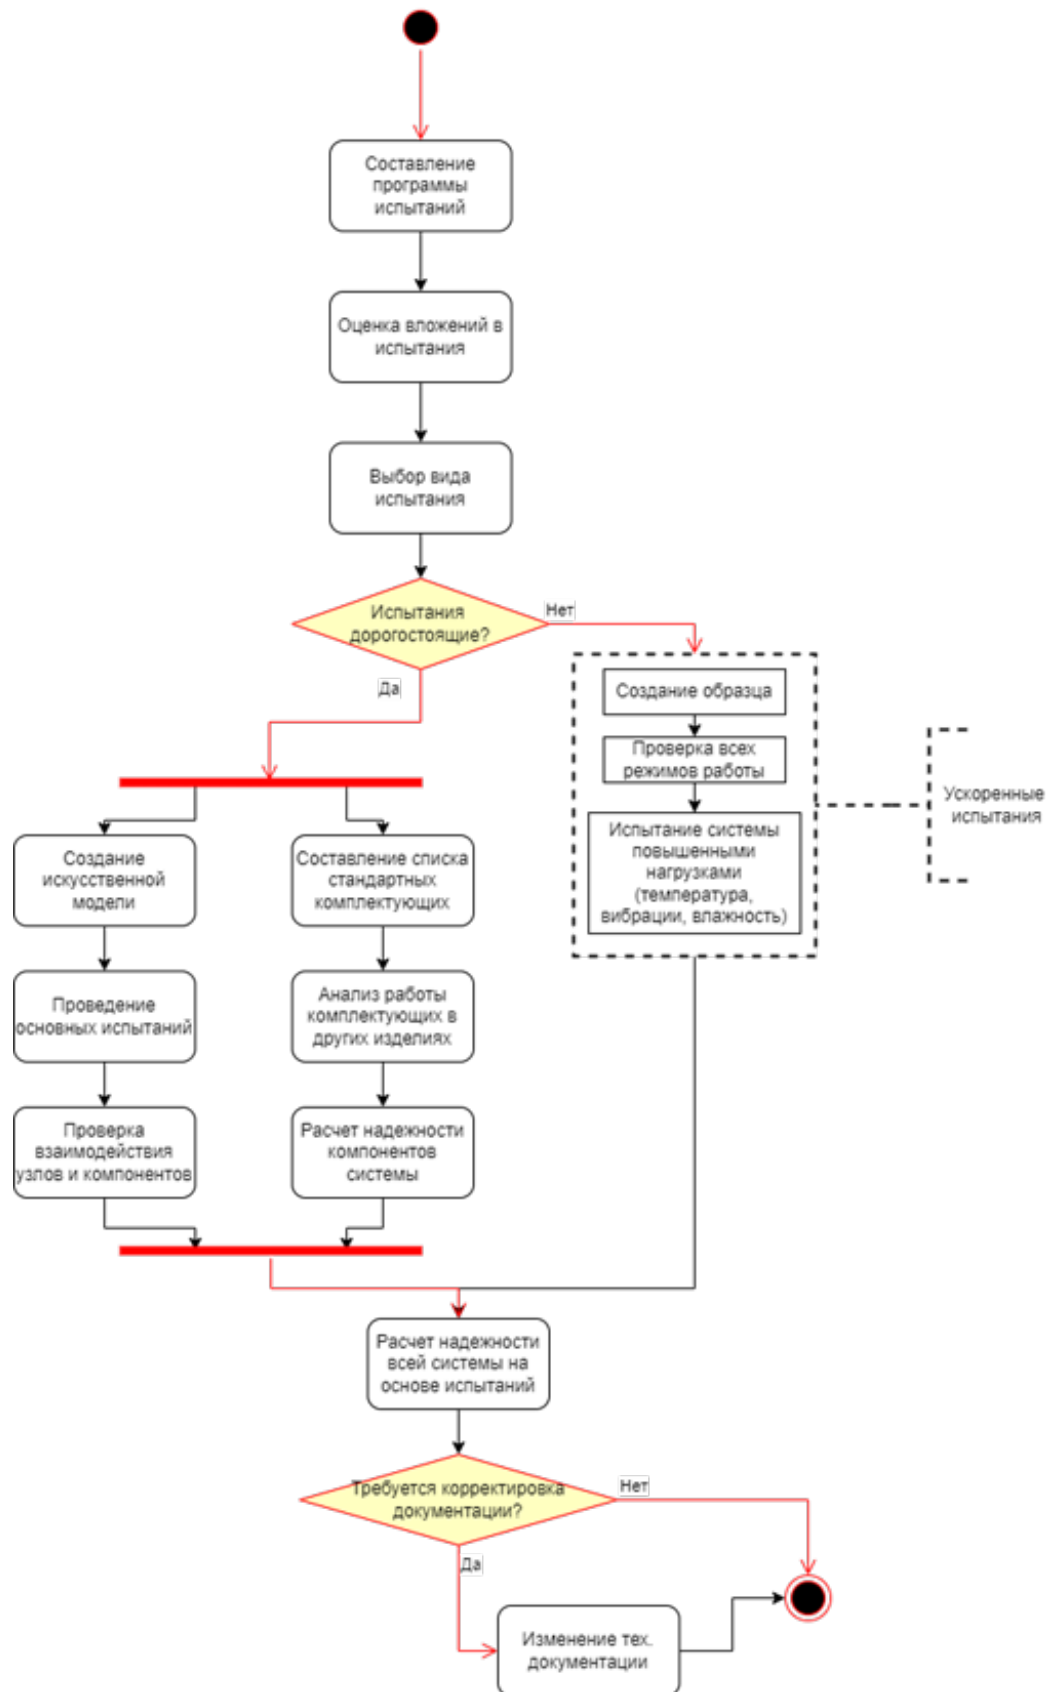 Составление
программы
испытаний
Оценка вложений в
испытания
Выбор вида
испытания
Испытания
дорогостоящие?
Нет
Да
Создание образца
Проверка всех
режимов работы
Испытание системы
повышенными
нагрузками
(температура,
вибрации, влажность)
Ускоренные
испытания
Создание
искусственной
модели
Составление списка
стандартных
комплектующих
Проведение
основных испытаний
Анализ работы
комплектующих в
других изделиях
Проверка
взаимодействия
узлов и компонентов
Расчет надежности
компонентов
системы
Расчет надежности
всей системы на
основе испытаний
Требуется корректировка
документации?
Нет
Да
Изменение тех.
документации